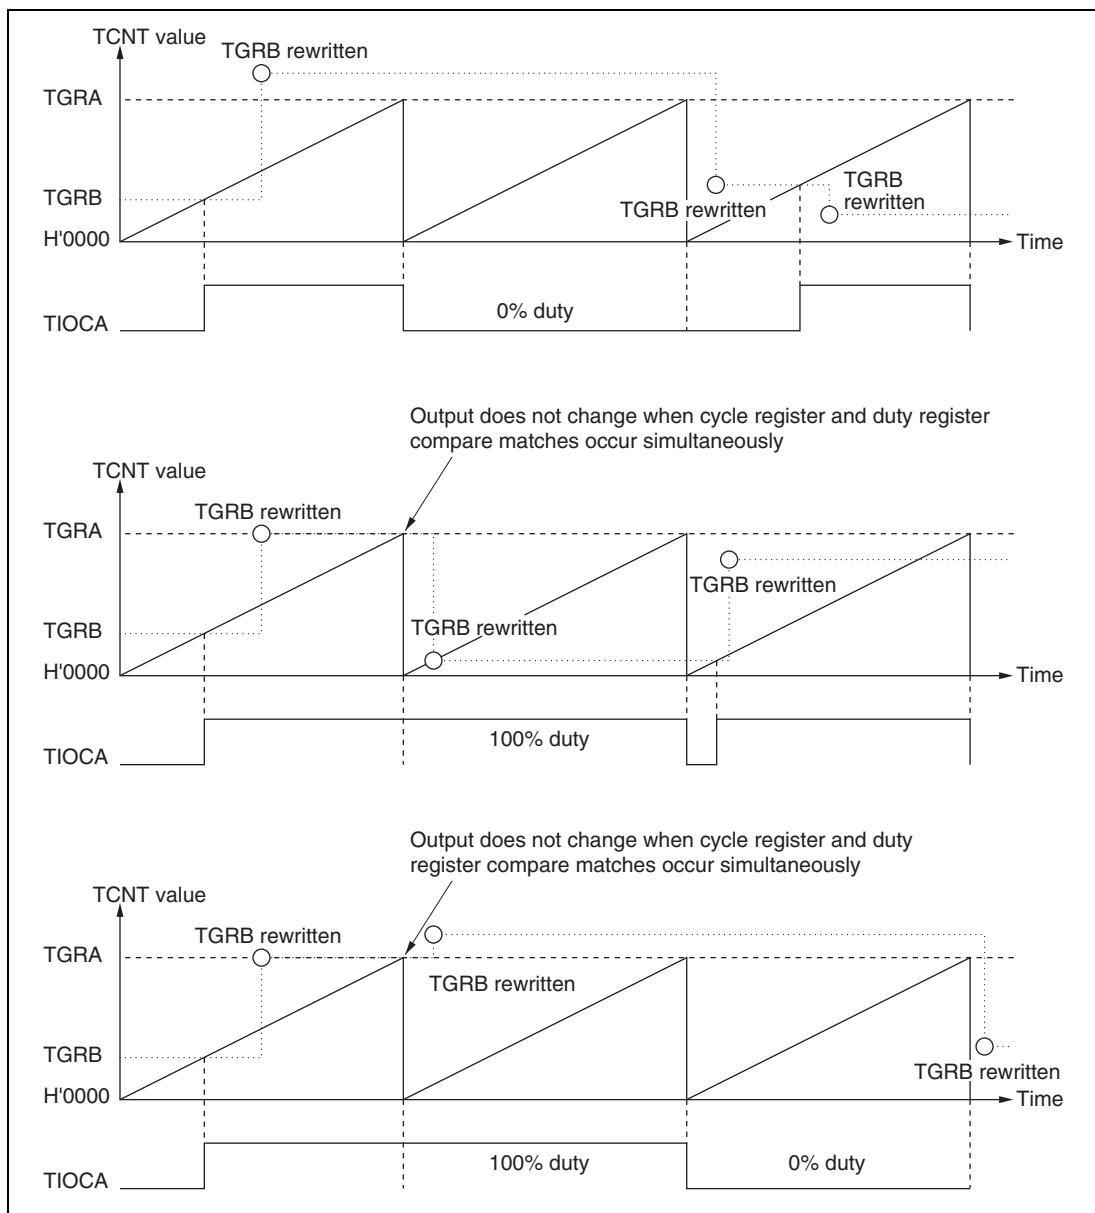 TCNT value
TGRB rewritten
TGRA
TGRB
TGRB
rewritten
TGRB rewritten
H'0000
Time
0% duty
TIOCA
Output does not change when cycle register and duty register
compare matches occur simultaneously
TCNT value
TGRB rewritten
TGRA
TGRB rewritten
TGRB
TGRB rewritten
H'0000
Time
100% duty
TIOCA
Output does not change when cycle register and duty
register compare matches occur simultaneously
TCNT value
TGRB rewritten
TGRA
TGRB rewritten
TGRB
TGRB rewritten
H'0000
Time
100% duty
0% duty
TIOCA